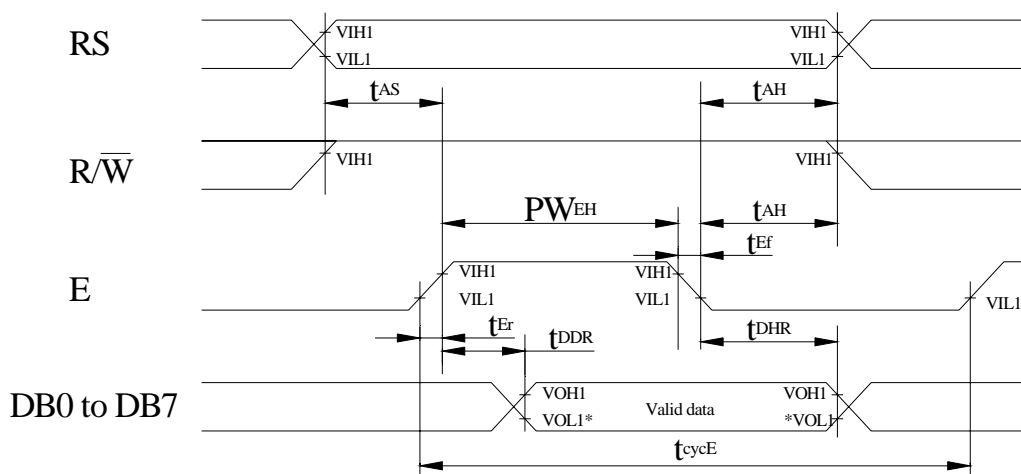 RS
VIH1
VIL1
VIH1
VIL1
tAS
tAH
R/W̅
VIH1
VIH1
PWEH
tAH
tEf
E
VIH1
VIL1
VIH1
VIL1
VIL1
tEr
tDDR
tDHR
DB0 to DB7
VOH1
VOL1*
Valid data
VOH1
*VOL1
tcycE